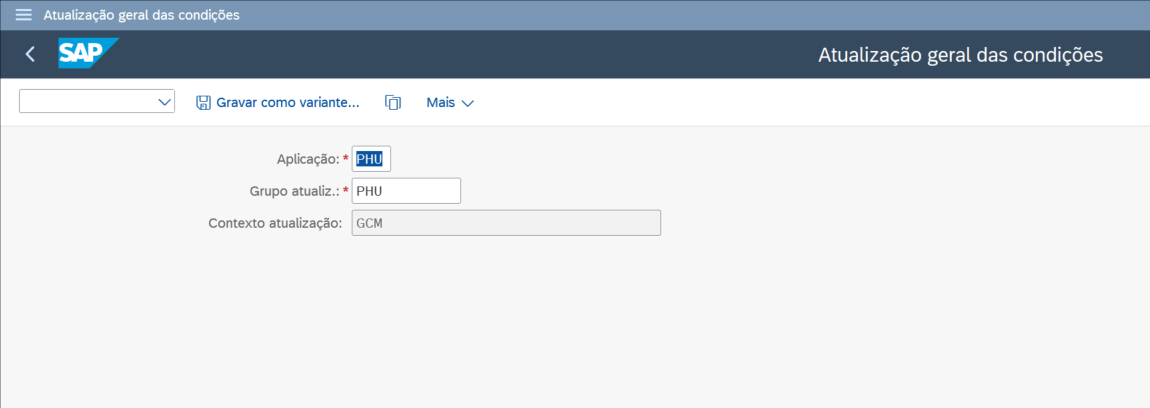 Atualização geral das condições
SAP
Atualização geral das condições
Gravar como variante... Mais
Aplicação: * PHU
Grupo atualiz.: * PHU
Contexto atualização: GCM